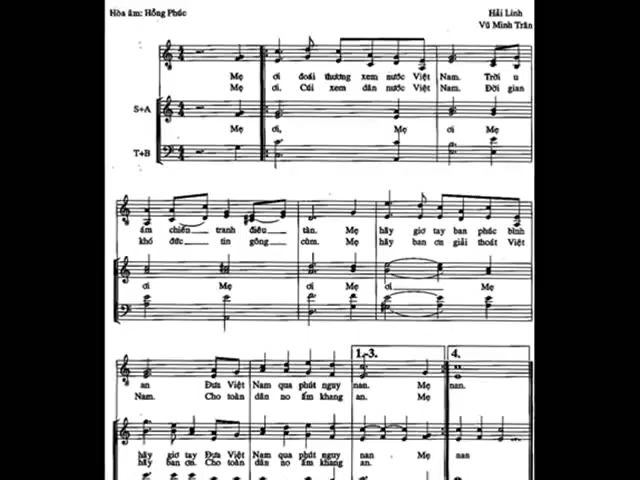 Hòa âm: Hồng Phúc
Hải Linh
Vũ Minh Trân
Mẹ ơi đoái thương xem nước Việt Nam. Trời u
Mẹ ơi. Cúi xem dân nước Việt Nam. Đời gian
S+A
Mẹ ơi, Mẹ ơi Mẹ
T+B
ám chiến tranh điêu tàn. Mẹ hãy giơ tay ban phúc bình
khó đức tin gông cùm. Mẹ hãy ban ơn giải thoát Việt
ơi Mẹ ơi Mẹ ơi Mẹ
1.-3. 4.
an Đưa Việt Nam qua phút nguy nan. Mẹ nan.
Nam. Cho toàn dân no ấm khang an. Mẹ
hãy giơ tay Đưa Việt Nam qua phút nguy nan. Mẹ nan
hãy ban ơn. Cho toàn dân no ấm khang an.